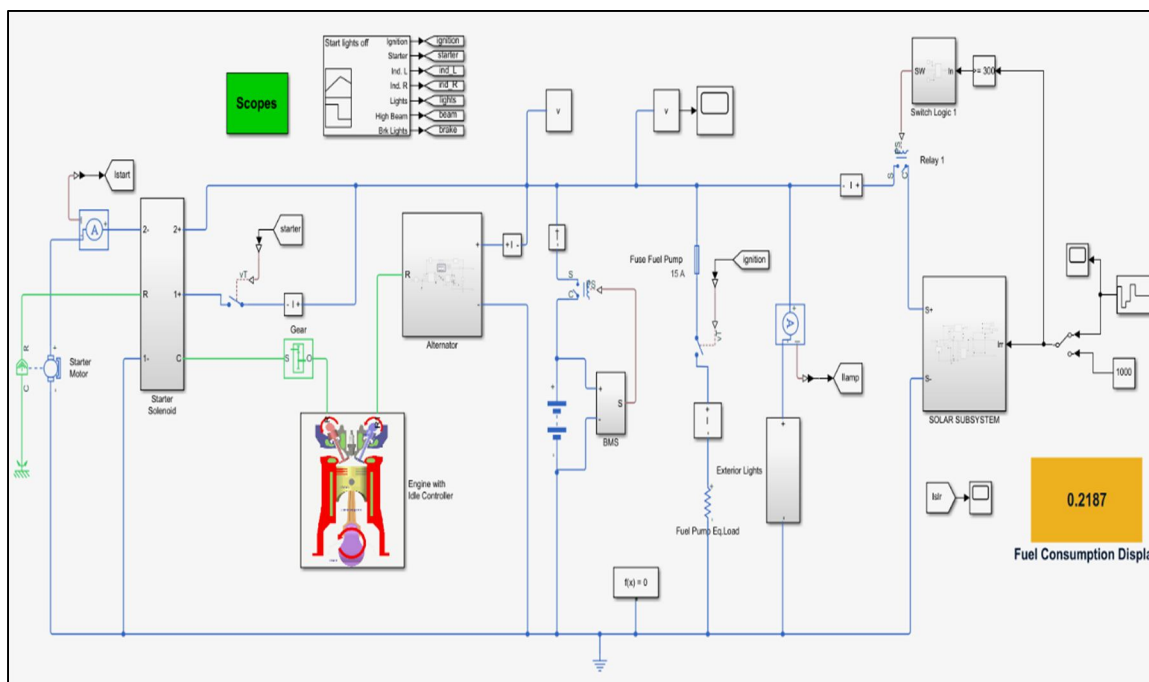 Start lights off
Ignition
ignition
Starter
starter
Ind. L
ind_L
Ind. R
ind_R
Lights
lights
High Beam
beam
Brk Lights
brake
Scopes
v
v
SW
In
>= 300
Switch Logic 1
Relay 1
S
C
- I +
Istart
A
+
2-
2+
starter
vT
R
1+
- I +
1-
C
Starter
Solenoid
R
C
+
-
Starter
Motor
Gear
S
O
R
+
-
Alternator
+ I -
Engine with
Idle Controller
S
C
+
-
+
-
S
BMS
Fuse Fuel Pump
15 A
ignition
vT
+
-
Fuel Pump Eq.Load
A
Ilamp
Exterior Lights
+
-
f(x) = 0
S+
S-
Irr
SOLAR SUBSYSTEM
1000
Islr
0.2187
Fuel Consumption Displa